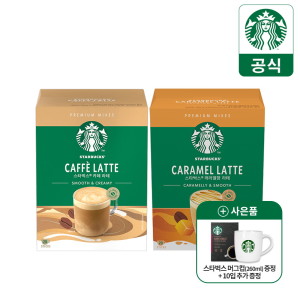 공식
PREMIUM MIXES
STARBUCKS
CAFFÈ LATTE
스타벅스® 카페 라떼
SMOOTH & CREAMY
PREMIUM MIXES
STARBUCKS
CARAMEL LATTE
스타벅스® 카라멜 라떼
CARAMELLY & SMOOTH
+ 사은품
스타벅스 머그컵(260ml) 증정
+ 10입 추가 증정